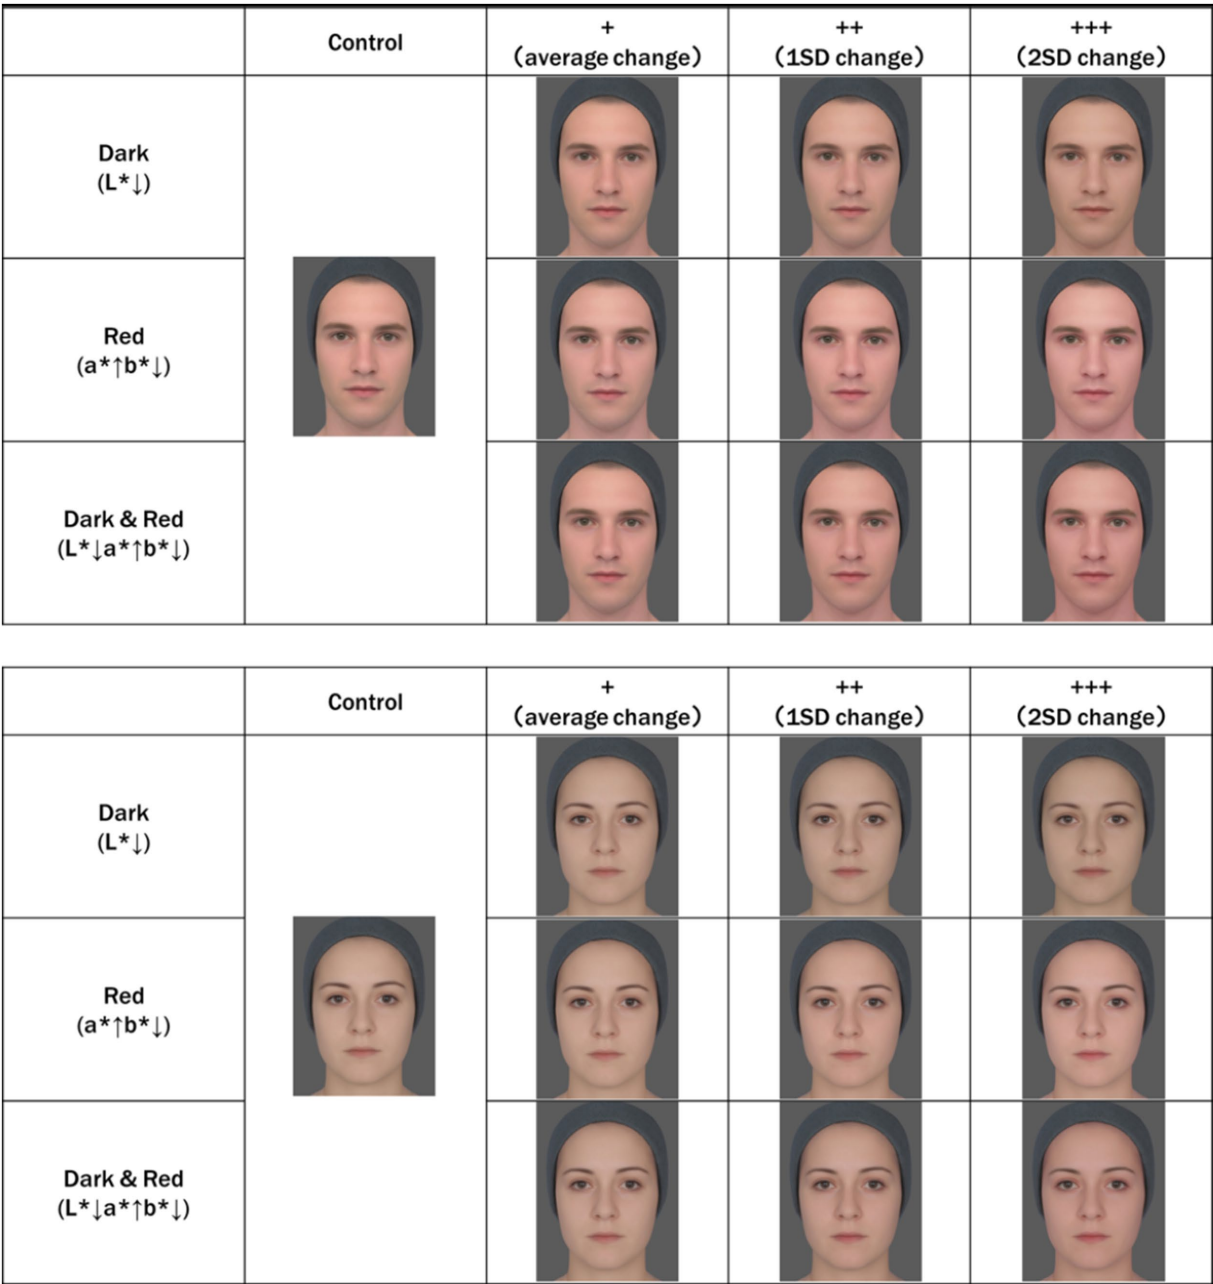 Control
+
(average change)
++
(1SD change)
+++
(2SD change)
Dark
(L*↓)
Red
(a*↑b*↓)
Dark & Red
(L*↓a*↑b*↓)
Control
+
(average change)
++
(1SD change)
+++
(2SD change)
Dark
(L*↓)
Red
(a*↑b*↓)
Dark & Red
(L*↓a*↑b*↓)